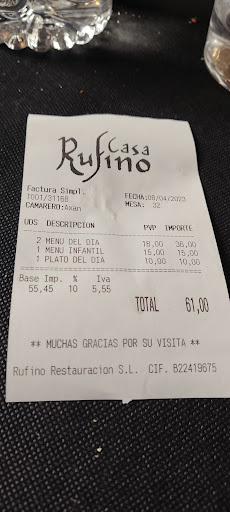 Casa
Rufino
Factura Simpl.
T001/31168 FECHA:09/04/2023
CAMARERO:Axan MESA: 32
UDS DESCRIPCION PVP IMPORTE
2 MENU DEL DIA 18,00 36,00
1 MENU INFANTIL 15,00 15,00
1 PLATO DEL DIA 10,00 10,00
Base Imp. % Iva
55,45 10 5,55
TOTAL 61,00
** MUCHAS GRACIAS POR SU VISITA **
Rufino Restauracion S.L. CIF. B22419675